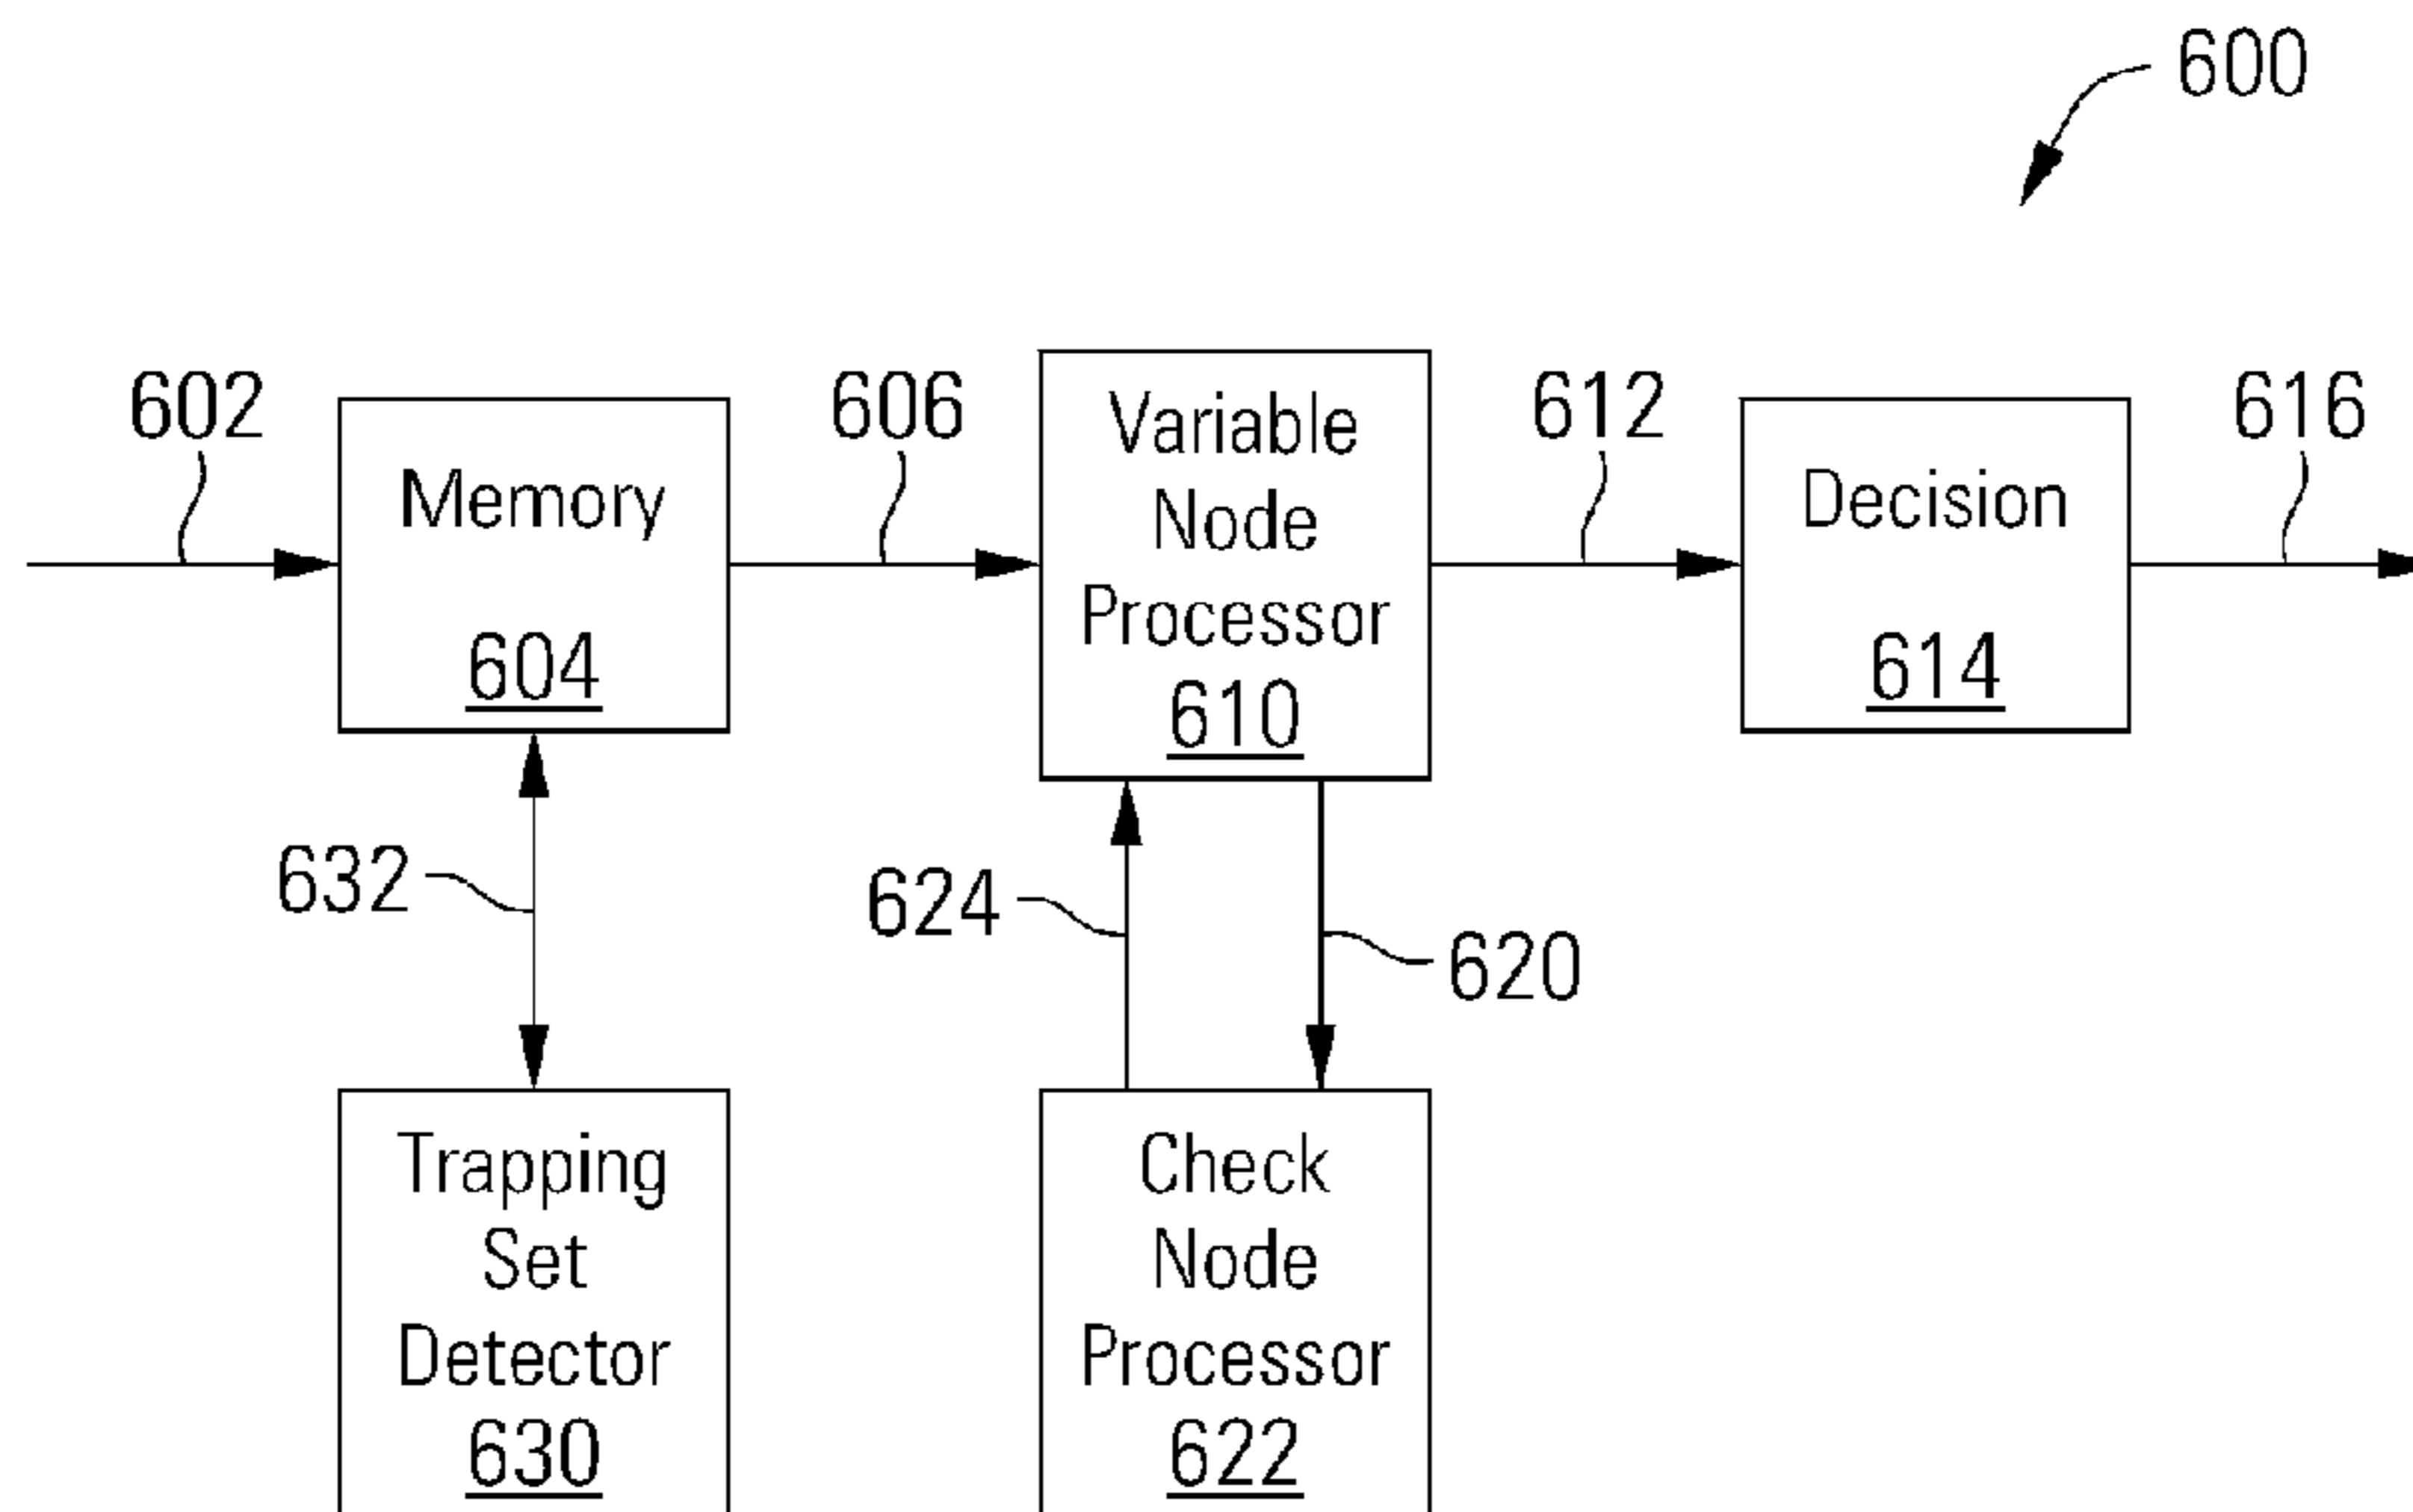 600
602
606
612
616
Memory
604
Variable
Node
Processor
610
Decision
614
632
624
620
Trapping
Set
Detector
630
Check
Node
Processor
622